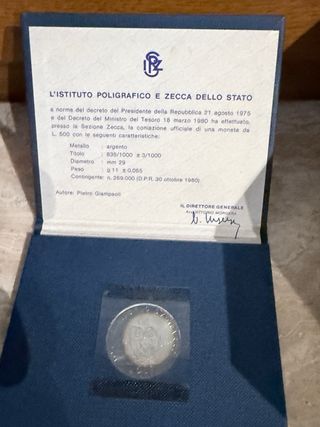 L'ISTITUTO POLIGRAFICO E ZECCA DELLO STATO
a norma del decreto del Presidente della Repubblica 21 agosto 1975
e del Decreto del Ministro del Tesoro 18 marzo 1980 ha effettuato,
presso la Sezione Zecca, la coniazione ufficiale di una moneta da
L. 500 con le seguenti caratteristiche:
Metallo : argento
Titolo : 835/1000 ± 3/1000
Diametro : mm 29
Peso : g 11 ± 0,055
Contingente: n. 269.000 (D.P.R. 30 ottobre 1980)
Autore: Pietro Giampaoli
IL DIRETTORE GENERALE